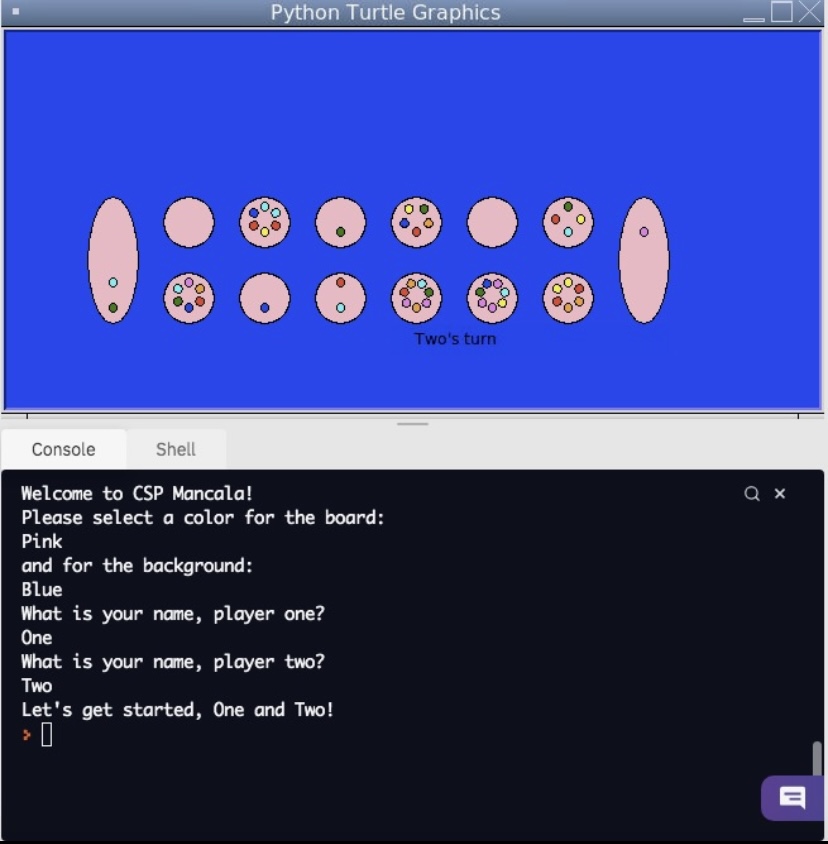 Python Turtle Graphics
Two's turn
Console Shell
Welcome to CSP Mancala!
Please select a color for the board:
Pink
and for the background:
Blue
What is your name, player one?
One
What is your name, player two?
Two
Let's get started, One and Two!